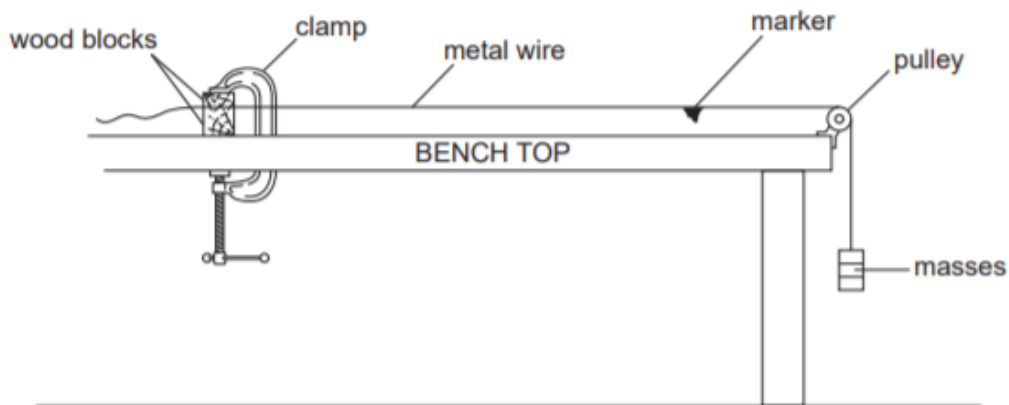 wood blocks
clamp
metal wire
marker
pulley
BENCH TOP
masses